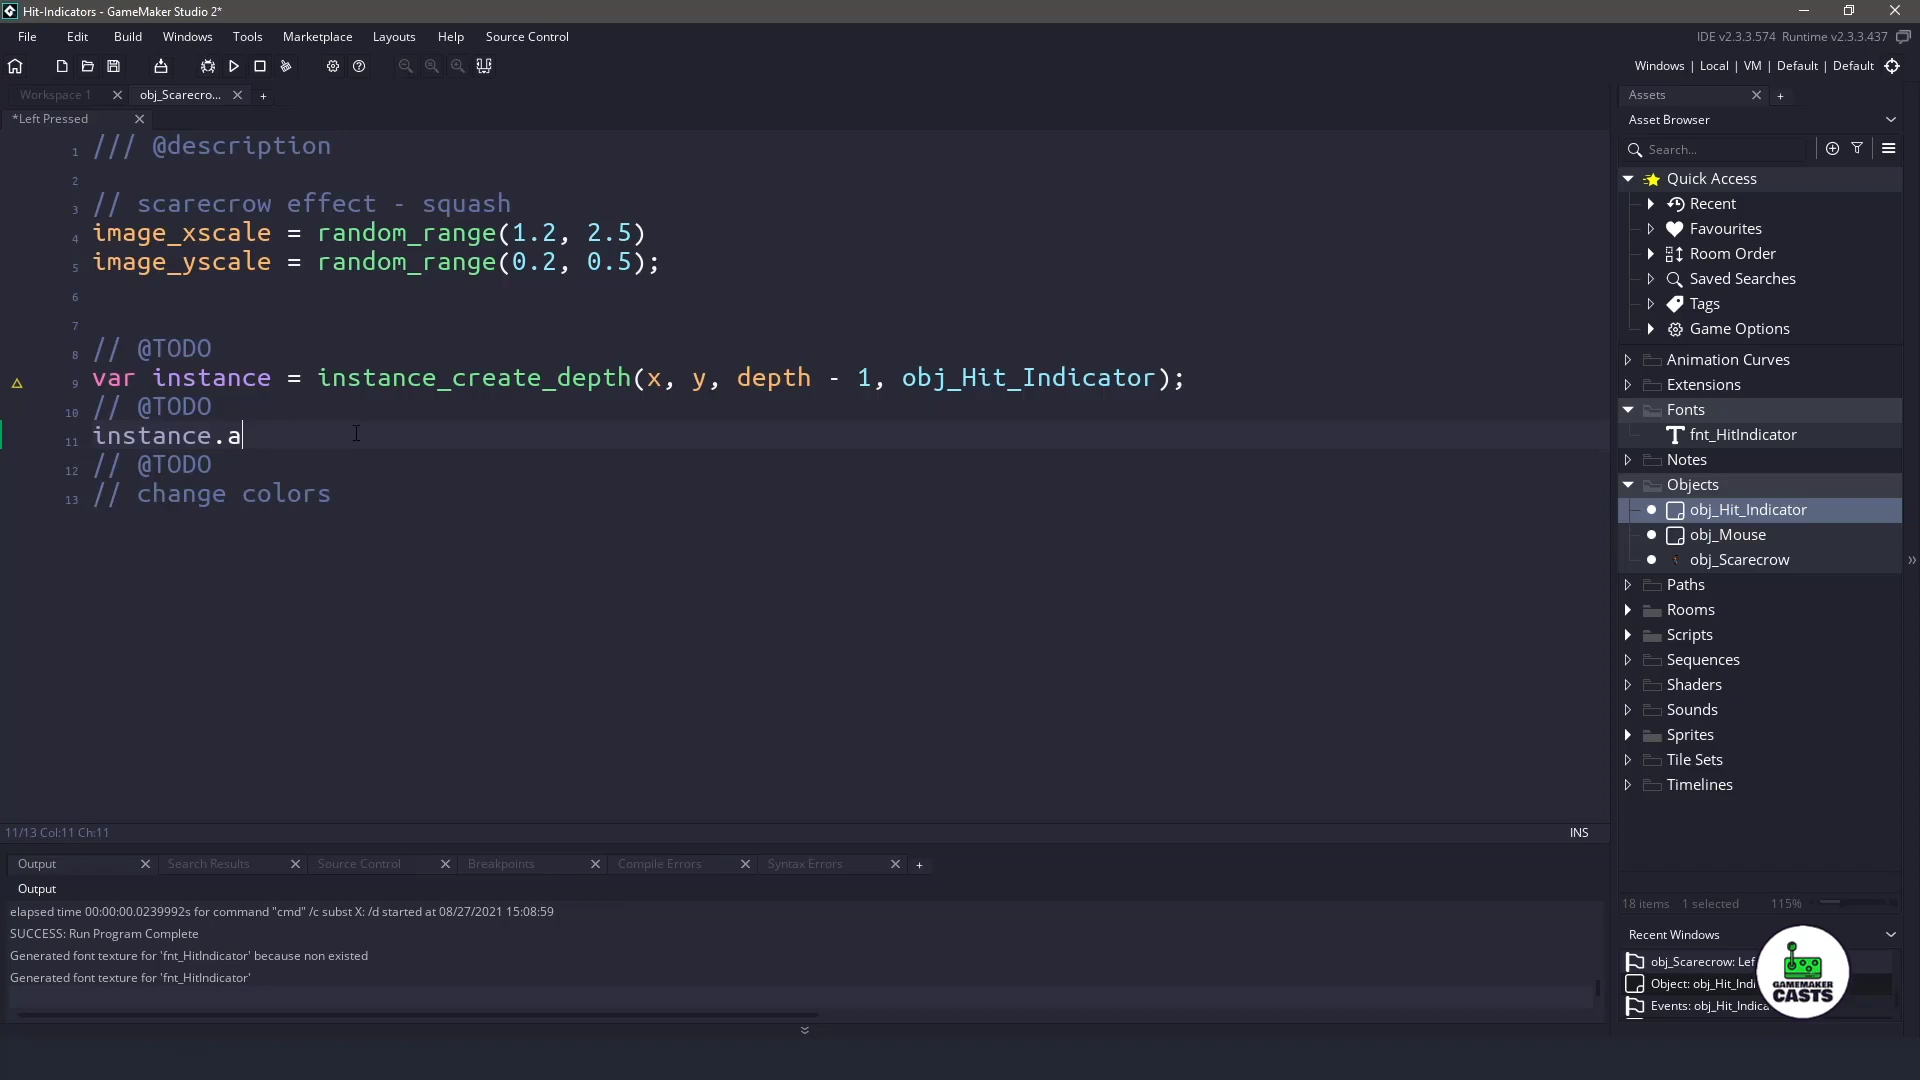 Hit-Indicators - GameMaker Studio 2*
File Edit Build Windows Tools Marketplace Layouts Help Source Control
IDE v2.3.3.574 Runtime v2.3.3.437
Windows | Local | VM | Default | Default
Workspace 1
obj_Scarecro...
*Left Pressed
1 /// @description
2
3 // scarecrow effect - squash
4 image_xscale = random_range(1.2, 2.5)
5 image_yscale = random_range(0.2, 0.5);
6
7
8 // @TODO
9 var instance = instance_create_depth(x, y, depth - 1, obj_Hit_Indicator);
10 // @TODO
11 instance.a
12 // @TODO
13 // change colors
11/13 Col:11 Ch:11
INS
Output Search Results Source Control Breakpoints Compile Errors Syntax Errors
Output
elapsed time 00:00:00.0239992s for command "cmd" /c subst X: /d started at 08/27/2021 15:08:59
SUCCESS: Run Program Complete
Generated font texture for 'fnt_HitIndicator' because non existed
Generated font texture for 'fnt_HitIndicator'
Assets
Asset Browser
Search...
Quick Access
Recent
Favourites
Room Order
Saved Searches
Tags
Game Options
Animation Curves
Extensions
Fonts
fnt_HitIndicator
Notes
Objects
obj_Hit_Indicator
obj_Mouse
obj_Scarecrow
Paths
Rooms
Scripts
Sequences
Shaders
Sounds
Sprites
Tile Sets
Timelines
18 items 1 selected 115%
Recent Windows
obj_Scarecrow: Lef
Object: obj_Hit_Indi
Events: obj_Hit_Indica
GAMEMAKER
CASTS